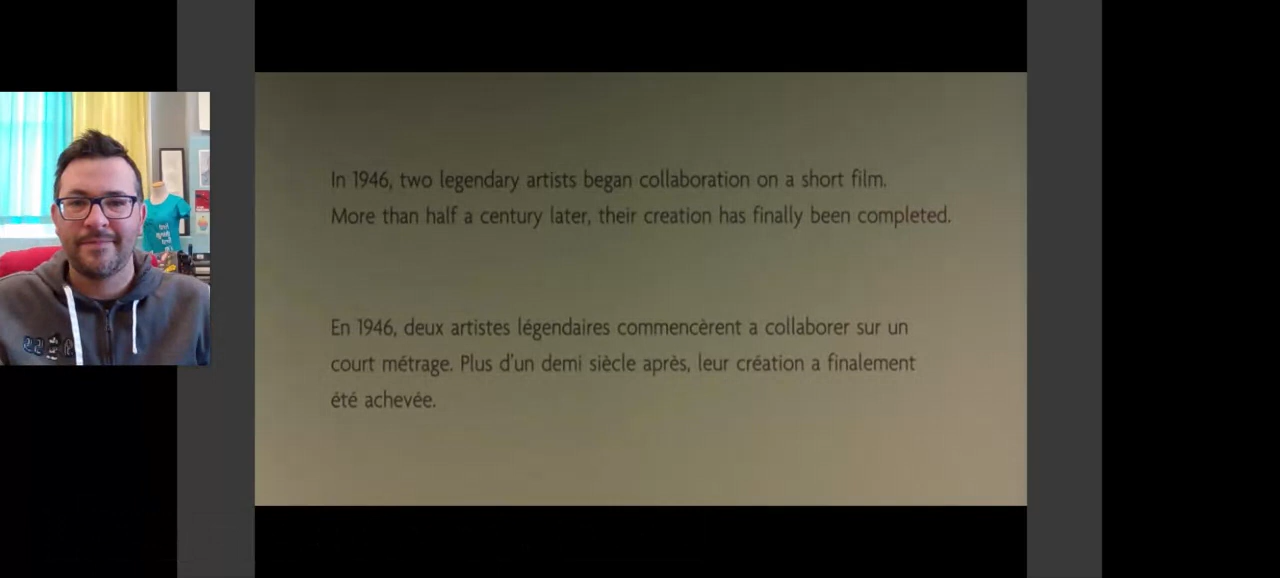 In 1946, two legendary artists began collaboration on a short film.
More than half a century later, their creation has finally been completed.
En 1946, deux artistes légendaires commencèrent a collaborer sur un
court métrage. Plus d'un demi siècle après, leur création a finalement
été achevée.